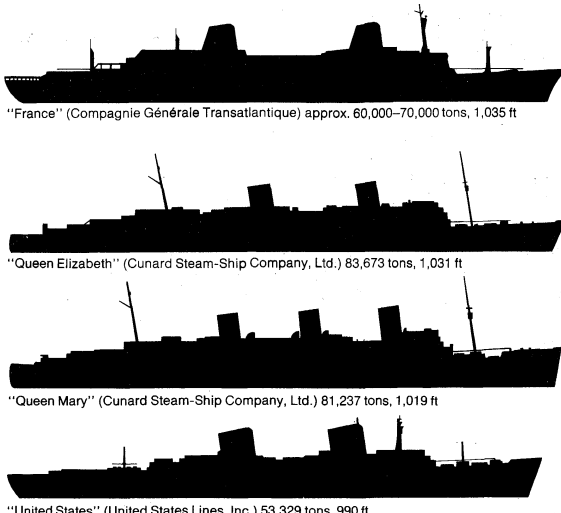 "France" (Compagnie Générale Transatlantique) approx. 60,000–70,000 tons, 1,035 ft
"Queen Elizabeth" (Cunard Steam-Ship Company, Ltd.) 83,673 tons, 1,031 ft
"Queen Mary" (Cunard Steam-Ship Company, Ltd.) 81,237 tons, 1,019 ft
"United States" (United States Lines, Inc.) 53,329 tons, 990 ft